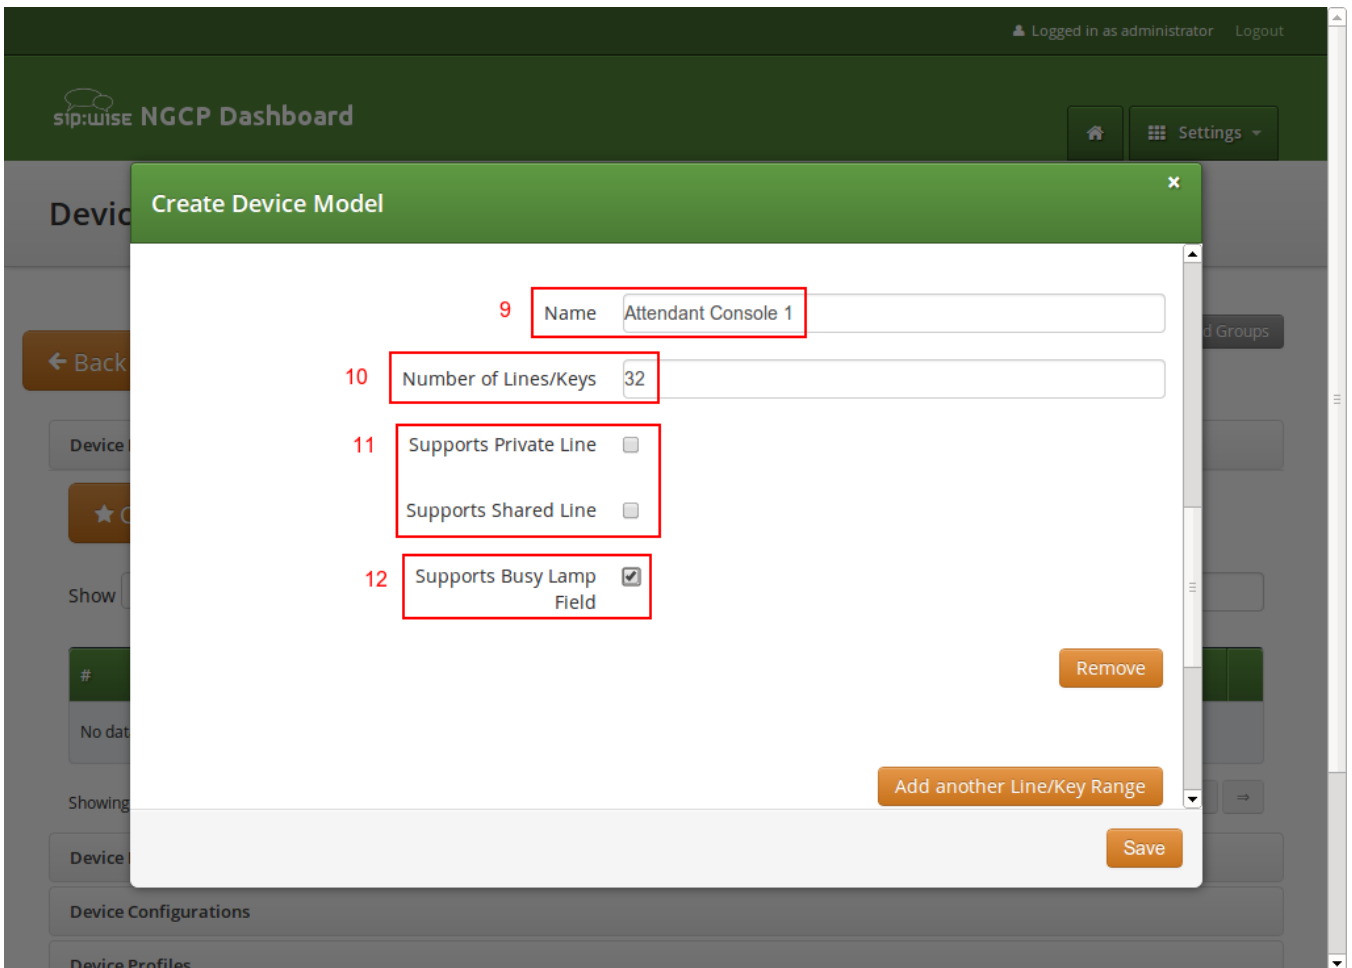 Logged in as administrator Logout
sip:wise NGCP Dashboard
Settings
Devic
Create Device Model
×
9 Name Attendant Console 1
d Groups
Back
10 Number of Lines/Keys 32
Device
11 Supports Private Line
Supports Shared Line
12 Supports Busy Lamp
Field
Show
Remove
#
No dat
Add another Line/Key Range
Showing
Save
Device
Device Configurations
Device Profiles